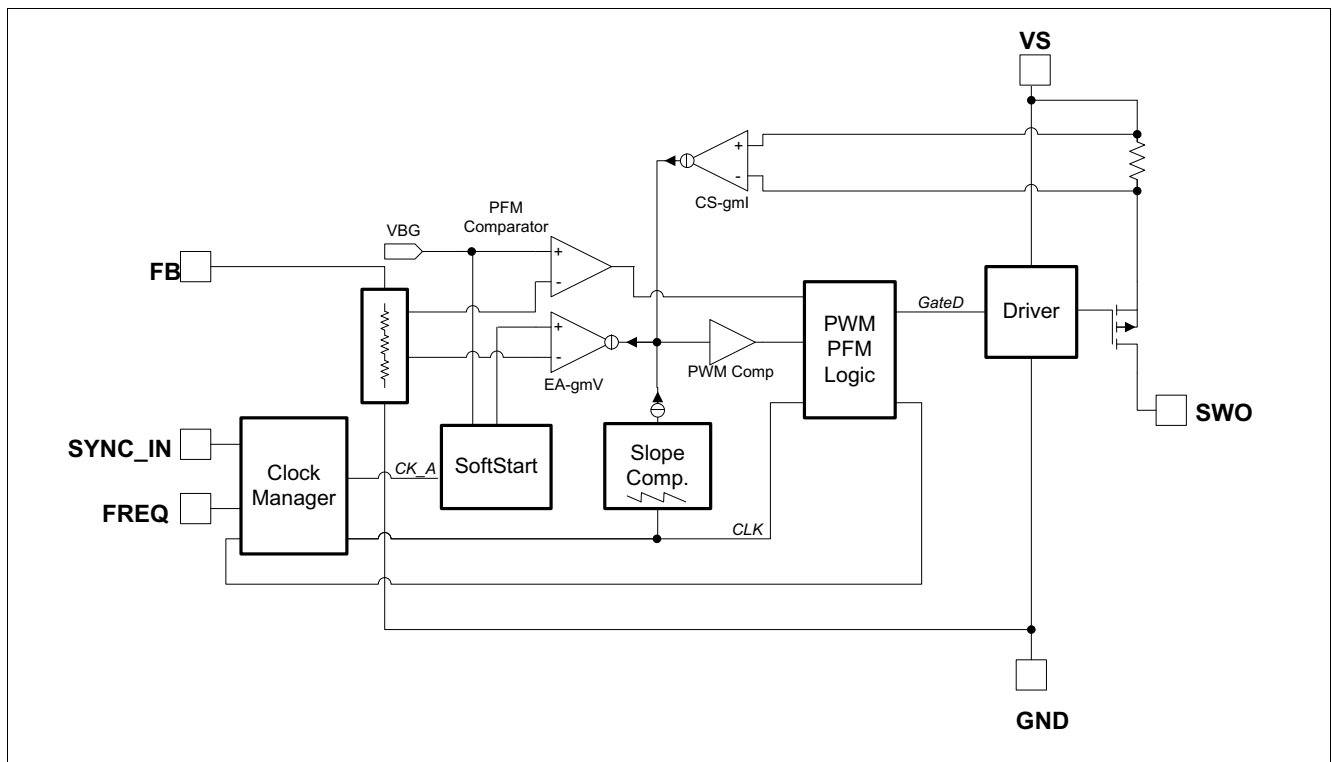 VS
+
-
CS-gmI
PFM
Comparator
VBG
+
-
FB
GateD
Driver
PWM
PFM
Logic
+
-
EA-gmV
PWM Comp
SWO
SYNC_IN
Clock
Manager
CK_A
SoftStart
Slope
Comp.
FREQ
CLK
GND